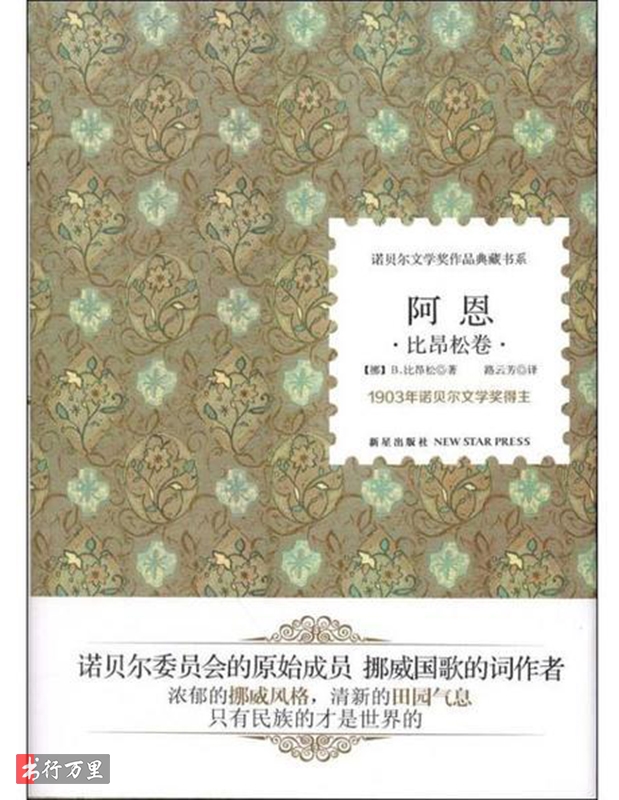 诺贝尔文学奖作品典藏书系
阿恩
·比昂松卷·
【挪】B.比昂松◎著 路云芳◎译
1903年诺贝尔文学奖得主
新星出版社 NEW STAR PRESS
诺贝尔委员会的原始成员 挪威国歌的词作者
浓郁的挪威风格，清新的田园气息
只有民族的才是世界的
书行万里